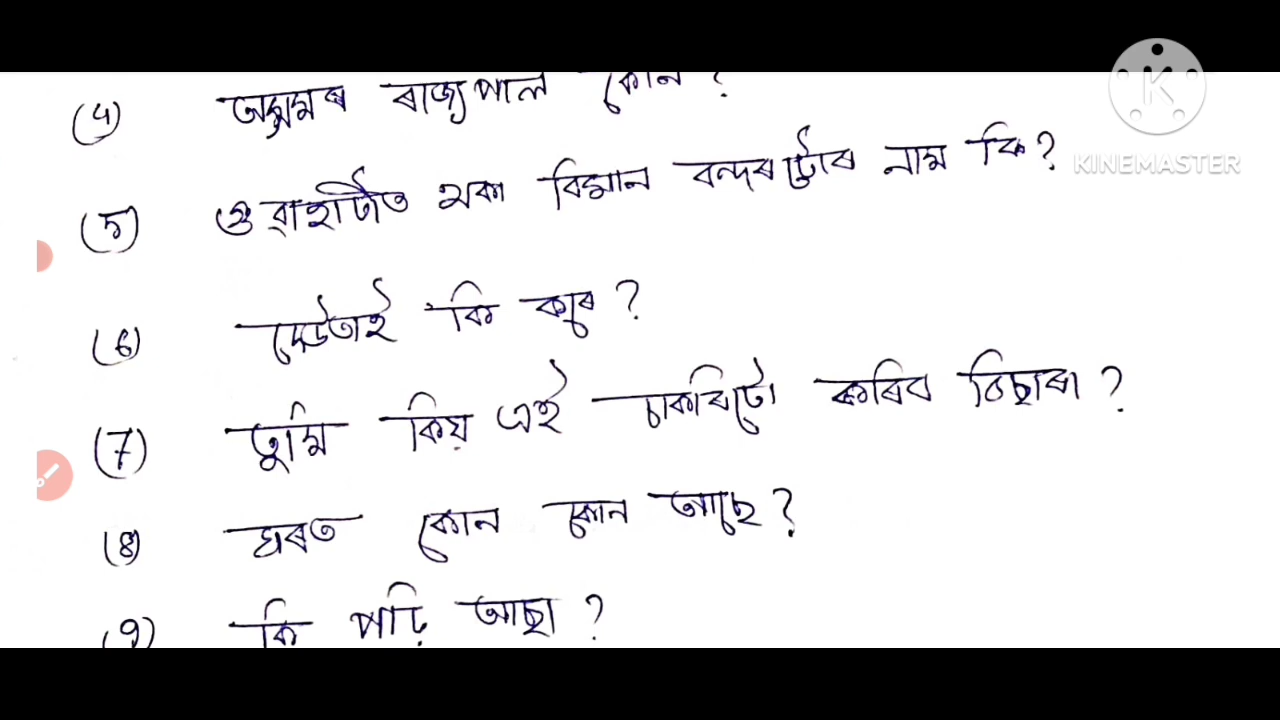 (4) অসমৰ ৰাজ্যপাল কোন?
KINEMASTER
(5) গুৱাহাটীত থকা বিমান বন্দৰটোৰ নাম কি?
(6) দেউতাই কি কৰে?
(7) তুমি কিয় এই চাকৰিটো কৰিব বিচাৰা?
(8) ঘৰত কোন কোন আছে?
(9) কি পঢ়ি আছা?